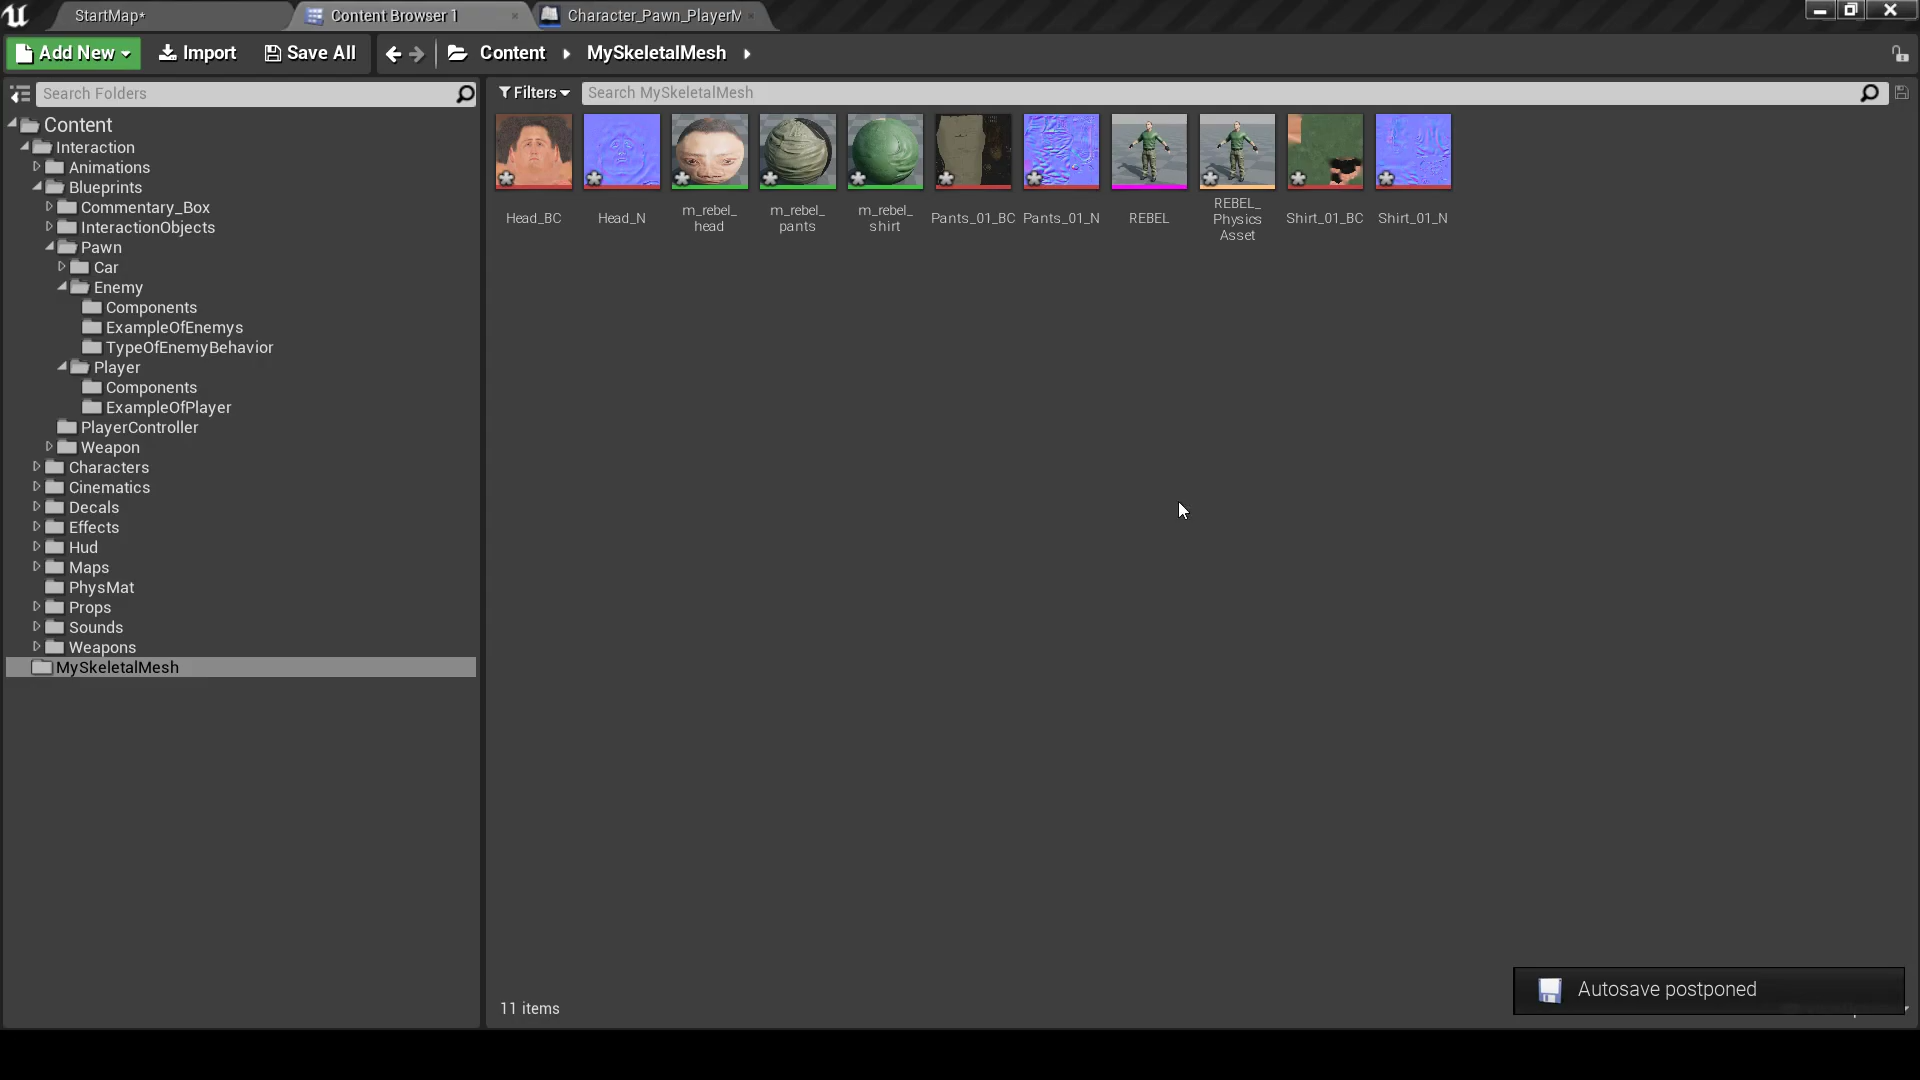 StartMap*
Content Browser 1
Character_Pawn_PlayerM
Add New
Import
Save All
Content
MySkeletalMesh
Search Folders
Filters
Search MySkeletalMesh
Content
Interaction
Animations
Blueprints
Commentary_Box
InteractionObjects
Pawn
Car
Enemy
Components
ExampleOfEnemys
TypeOfEnemyBehavior
Player
Components
ExampleOfPlayer
PlayerController
Weapon
Characters
Cinematics
Decals
Effects
Hud
Maps
PhysMat
Props
Sounds
Weapons
MySkeletalMesh
Head_BC
Head_N
m_rebel_
head
m_rebel_
pants
m_rebel_
shirt
Pants_01_BC
Pants_01_N
REBEL
REBEL_
Physics
Asset
Shirt_01_BC
Shirt_01_N
11 items
Autosave postponed